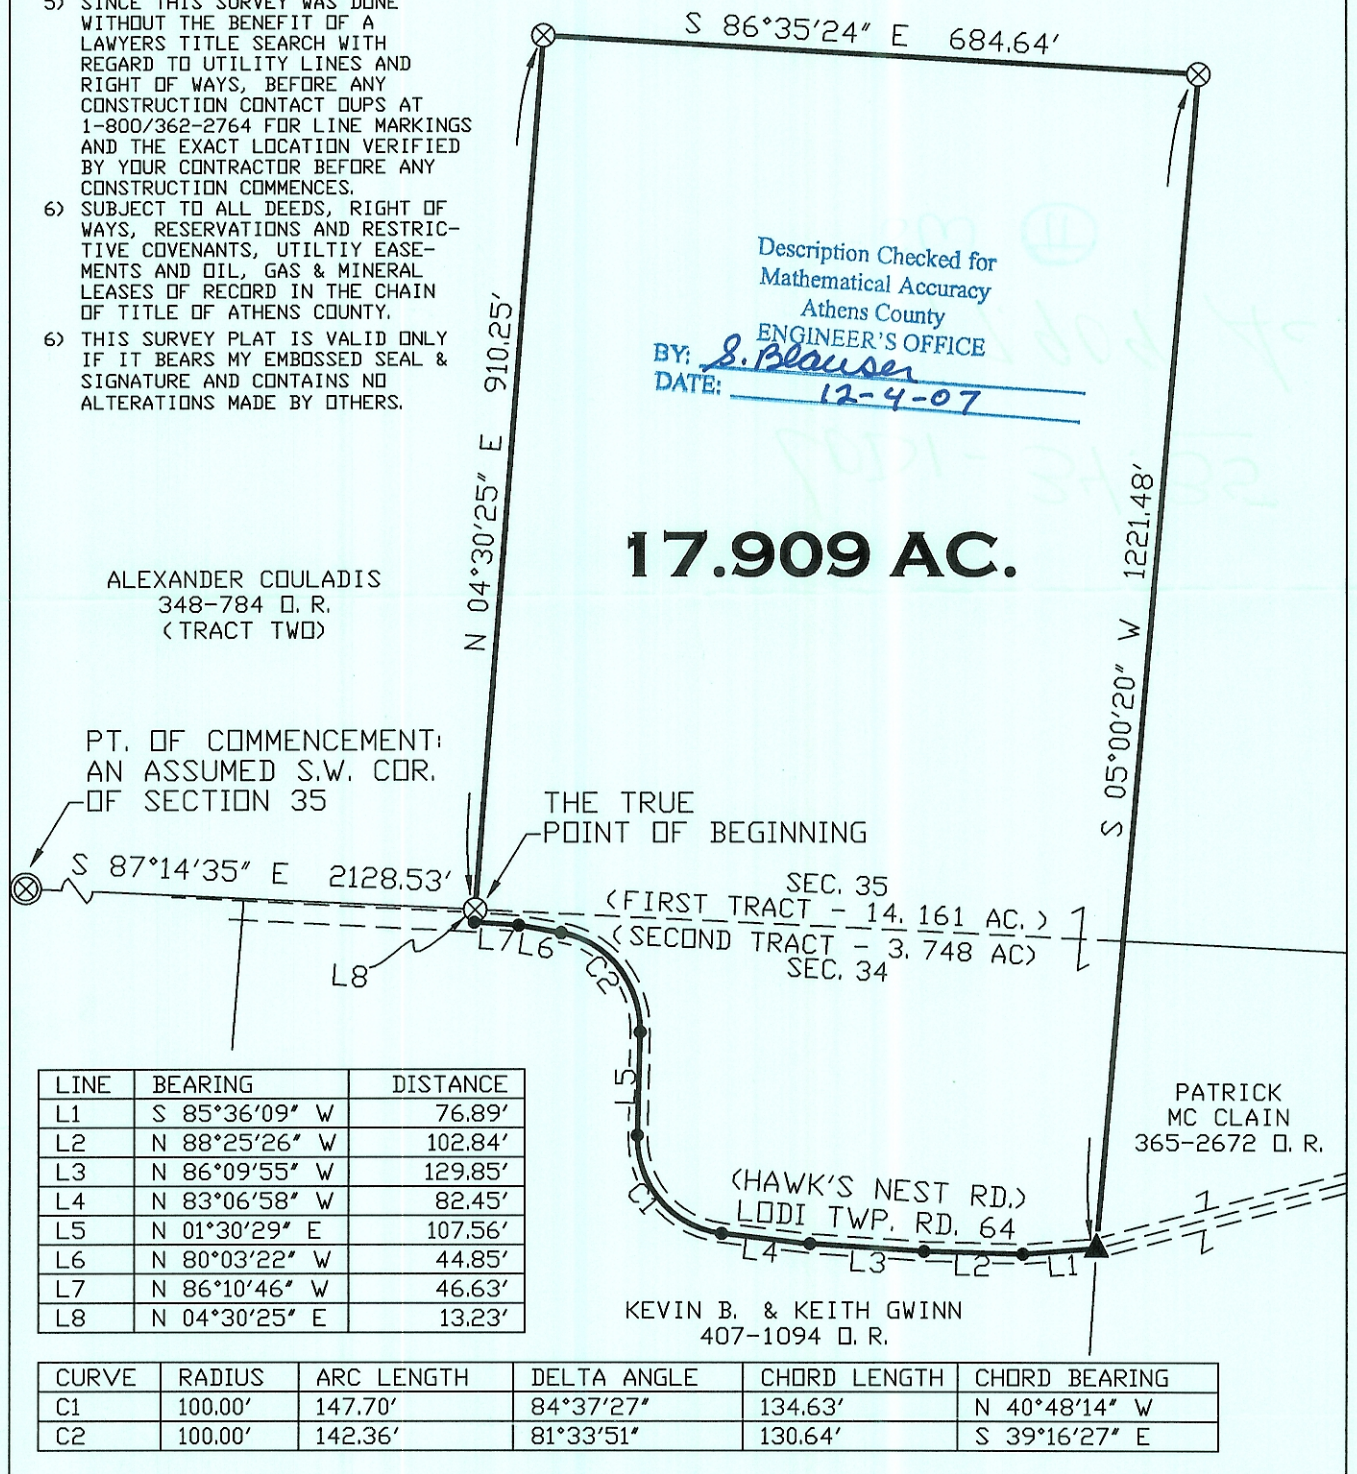 5) SINCE THIS SURVEY WAS DONE
WITHOUT THE BENEFIT OF A
LAWYERS TITLE SEARCH WITH
REGARD TO UTILITY LINES AND
RIGHT OF WAYS, BEFORE ANY
CONSTRUCTION CONTACT OUPS AT
1-800/362-2764 FOR LINE MARKINGS
AND THE EXACT LOCATION VERIFIED
BY YOUR CONTRACTOR BEFORE ANY
CONSTRUCTION COMMENCES.
6) SUBJECT TO ALL DEEDS, RIGHT OF
WAYS, RESERVATIONS AND RESTRIC-
TIVE COVENANTS, UTILTIY EASE-
MENTS AND OIL, GAS & MINERAL
LEASES OF RECORD IN THE CHAIN
OF TITLE OF ATHENS COUNTY.
6) THIS SURVEY PLAT IS VALID ONLY
IF IT BEARS MY EMBOSSED SEAL &
SIGNATURE AND CONTAINS NO
ALTERATIONS MADE BY OTHERS.
S 86°35'24" E 684.64'
N 04°30'25" E 910.25'
Description Checked for
Mathematical Accuracy
Athens County
ENGINEER'S OFFICE
BY: S. Blauser
DATE: 12-4-07
17.909 AC.
S 05°00'20" W 1221.48'
ALEXANDER COULADIS
348-784 O. R.
(TRACT TWO)
PT. OF COMMENCEMENT:
AN ASSUMED S.W. COR.
OF SECTION 35
THE TRUE
POINT OF BEGINNING
S 87°14'35" E 2128.53'
SEC. 35
(FIRST TRACT - 14. 161 AC. )
(SECOND TRACT - 3. 748 AC)
SEC. 34
L8
L7
L6
C2
L5
C1
L4
L3
L2
L1
(HAWK'S NEST RD.)
LODI TWP. RD. 64
PATRICK
MC CLAIN
365-2672 O. R.
KEVIN B. & KEITH GWINN
407-1094 O. R.
LINE BEARING DISTANCE
L1 S 85°36'09" W 76.89'
L2 N 88°25'26" W 102.84'
L3 N 86°09'55" W 129.85'
L4 N 83°06'58" W 82.45'
L5 N 01°30'29" E 107.56'
L6 N 80°03'22" W 44.85'
L7 N 86°10'46" W 46.63'
L8 N 04°30'25" E 13.23'
CURVE RADIUS ARC LENGTH DELTA ANGLE CHORD LENGTH CHORD BEARING
C1 100.00' 147.70' 84°37'27" 134.63' N 40°48'14" W
C2 100.00' 142.36' 81°33'51" 130.64' S 39°16'27" E